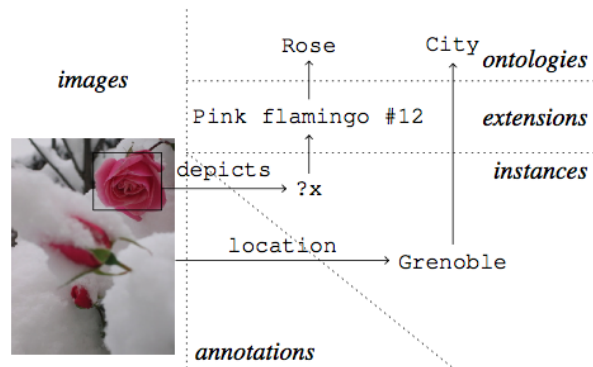 Rose
City
ontologies
images
Pink flamingo #12
extensions
depicts
instances
?x
location
Grenoble
annotations